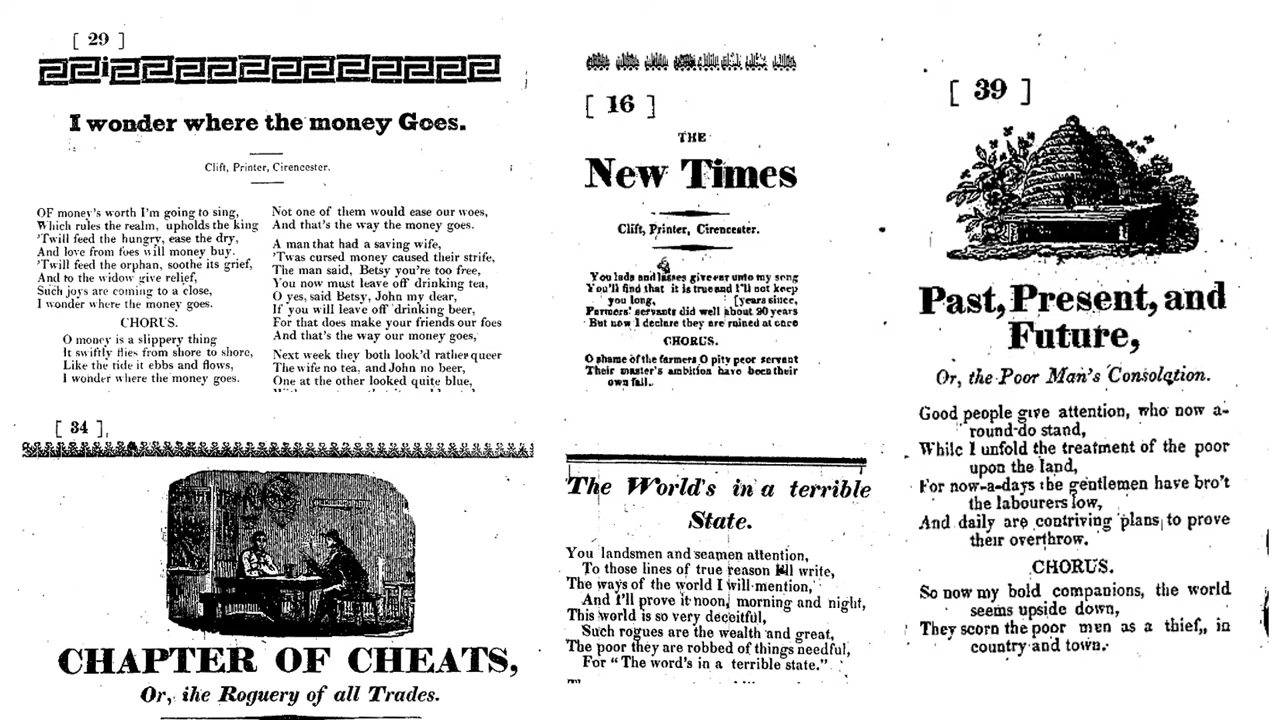 [ 29 ]
I wonder where the money Goes.
Clift, Printer, Cirencester.
OF money's worth I'm going to sing,
Which rules the realm, upholds the king
'Twill feed the hungry, ease the dry,
And love from foes will money buy.
'Twill feed the orphan, soothe its grief,
And to the widow give relief,
Such joys are coming to a close,
I wonder where the money goes.
CHORUS.
O money is a slippery thing
It swiftly flies from shore to shore,
Like the tide it ebbs and flows,
I wonder where the money goes.
Not one of them would ease our woes,
And that's the way the money goes.
A man that had a saving wife,
'Twas cursed money caused their strife,
The man said, Betsy you're too free,
You now must leave off drinking tea,
O yes, said Betsy, John my dear,
If you will leave off drinking beer,
For that does make your friends our foes
And that's the way our money goes,
Next week they both look'd rather queer
The wife no tea, and John no beer,
One at the other looked quite blue,
[ 34 ]
CHAPTER OF CHEATS,
Or, the Roguery of all Trades.
[ 16 ]
THE
New Times
Clift, Printer, Cirencester.
You lads and lasses give ear unto my song
You'll find that it is true and I'll not keep
you long, [years since,
Farmers' servants did well about 20 years
But now I declare they are ruined at once
CHORUS.
O shame of the farmers O pity poor servant
Their master's ambition have been their
own fall.
The World's in a terrible
State.
You landsmen and seamen attention,
To those lines of true reason I'll write,
The ways of the world I will mention,
And I'll prove it noon, morning and night,
This world is so very deceitful,
Such rogues are the wealth and great,
The poor they are robbed of things needful,
For "The word's in a terrible state."
[ 39 ]
Past, Present, and
Future,
Or, the Poor Man's Consolation.
Good people give attention, who now a-
round do stand,
While I unfold the treatment of the poor
upon the land,
For now-a-days the gentlemen have bro't
the labourers low,
And daily are contriving plans to prove
their overthrow.
CHORUS.
So now my bold companions, the world
seems upside down,
They scorn the poor men as a thief,, in
country and town.